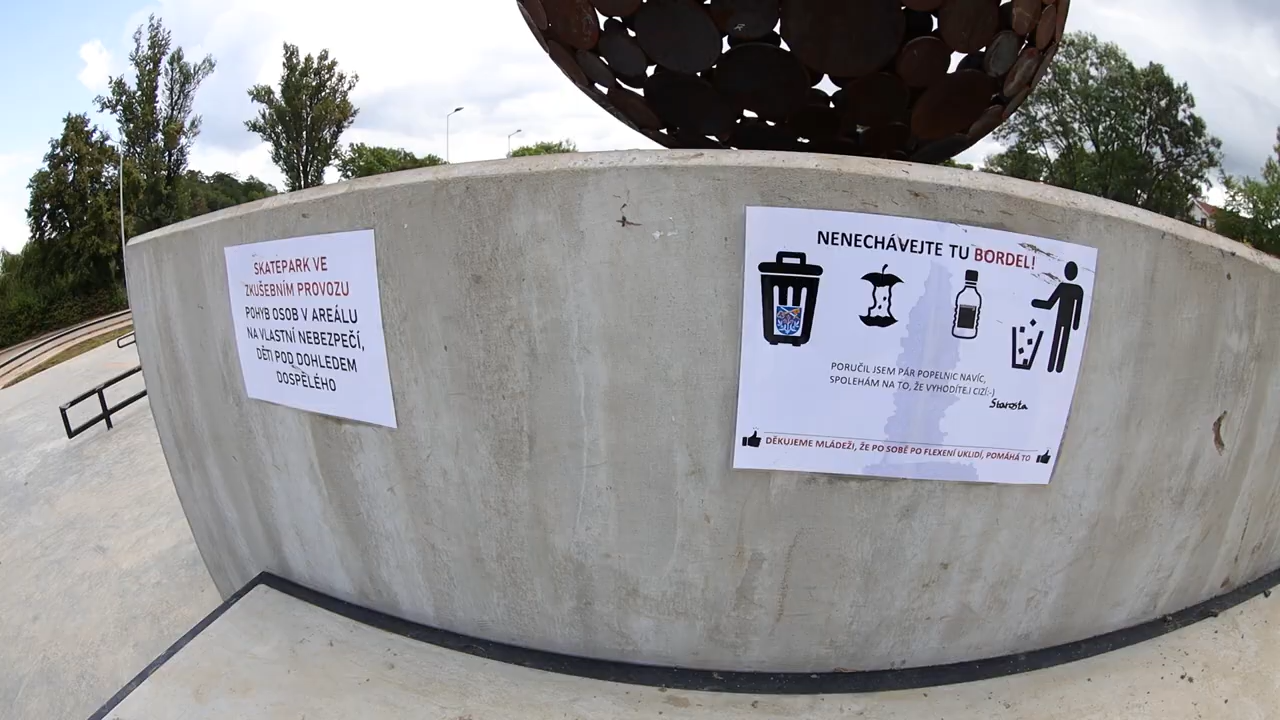 SKATEPARK VE
ZKUŠEBNÍM PROVOZU
POHYB OSOB V AREÁLU
NA VLASTNÍ NEBEZPEČÍ,
DĚTI POD DOHLEDEM
DOSPĚLÉHO
NENECHÁVEJTE TU BORDEL!
PORUČIL JSEM PÁR POPELNIC NAVÍC,
SPOLEHÁM NA TO, ŽE VYHODÍTE.I CIZÍ:-)
Starosta
DĚKUJEME MLÁDEŽI, ŽE PO SOBĚ PO FLEXENÍ UKLIDÍ, POMÁHÁ TO